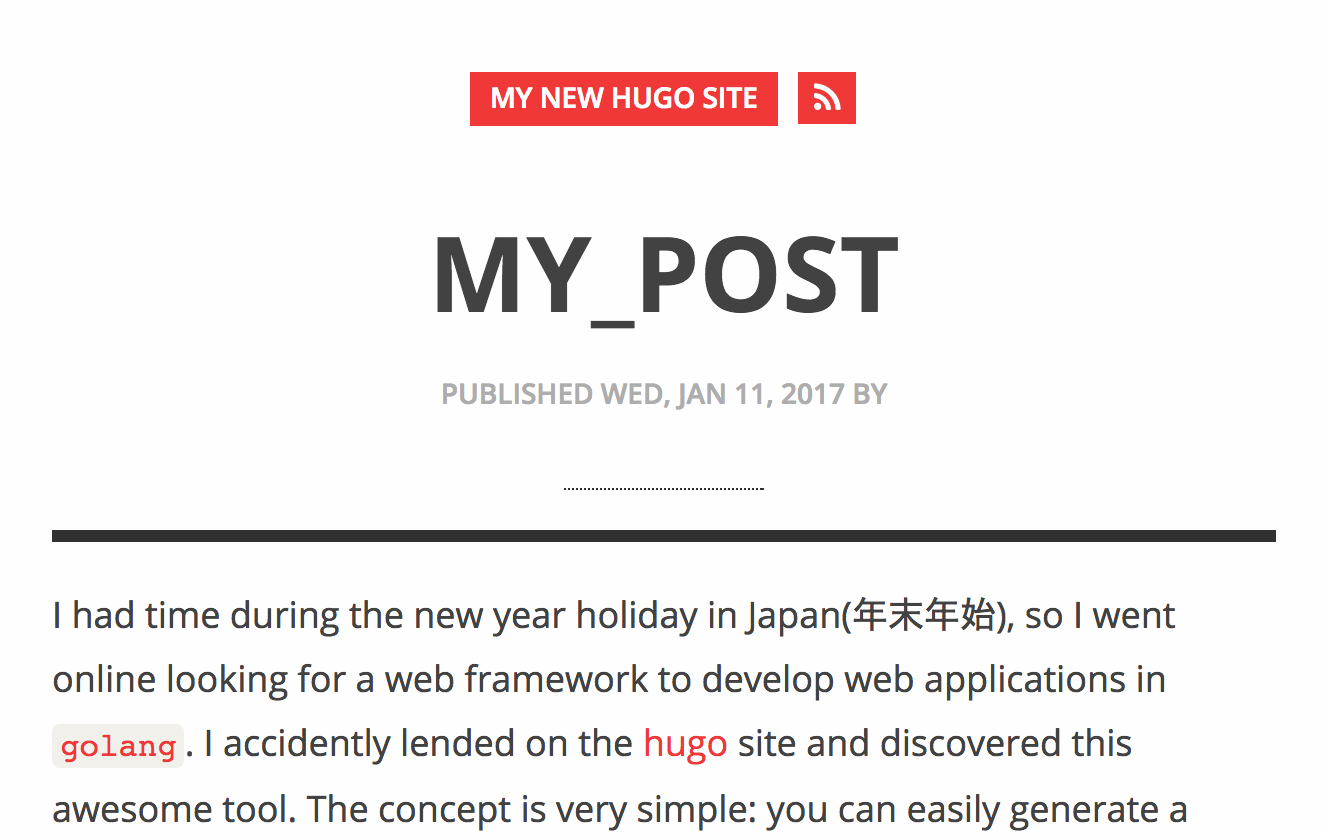 MY NEW HUGO SITE
MY_POST
PUBLISHED WED, JAN 11, 2017 BY
I had time during the new year holiday in Japan(年末年始), so I went
online looking for a web framework to develop web applications in
golang. I accidently lended on the hugo site and discovered this
awesome tool. The concept is very simple: you can easily generate a